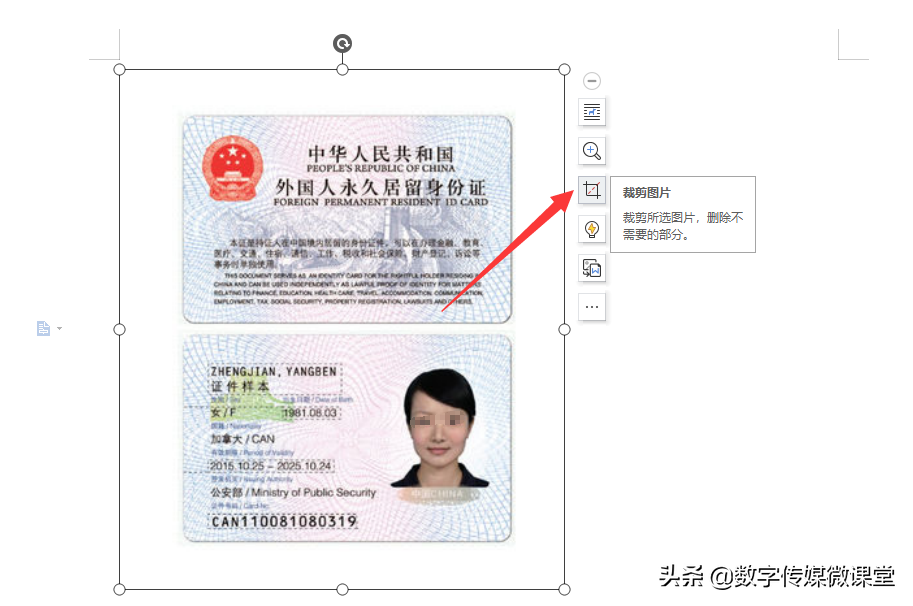 中华人民共和国
PEOPLE'S REPUBLIC OF CHINA
外国人永久居留身份证
FOREIGN PERMANENT RESIDENT ID CARD
本证是持证人在中国境内居留的身份证件，可以在办理金融、教育、
医疗、交通、住宿、通信、工作、税收和社会保险、财产登记、诉讼等
事务时单独使用。
THIS DOCUMENT SERVES AS AN IDENTITY CARD FOR THE RIGHTFUL HOLDER RESIDING IN
CHINA AND CAN BE USED INDEPENDENTLY AS LAWFUL PROOF OF IDENTITY FOR MATTERS
RELATING TO FINANCE, EDUCATION, HEALTH CARE, TRAVEL, ACCOMMODATION, COMMUNICATION,
EMPLOYMENT, TAX, SOCIAL SECURITY, PROPERTY REGISTRATION, LAWSUITS AND OTHERS.
裁剪图片
裁剪所选图片，删除不
需要的部分。
ZHENGJIAN, YANGBEN
证件样本
性别 / Sex 出生日期 / Date of Birth
女 / F 1981.08.03
国籍 / Nationality
加拿大 / CAN
有效期限 / Period of Validity
2015.10.25 – 2025.10.24
签发机关 / Issuing Authority
公安部 / Ministry of Public Security
证件号码 / Card No.
CAN110081080319
中国CHINA
头条 @数字传媒微课堂